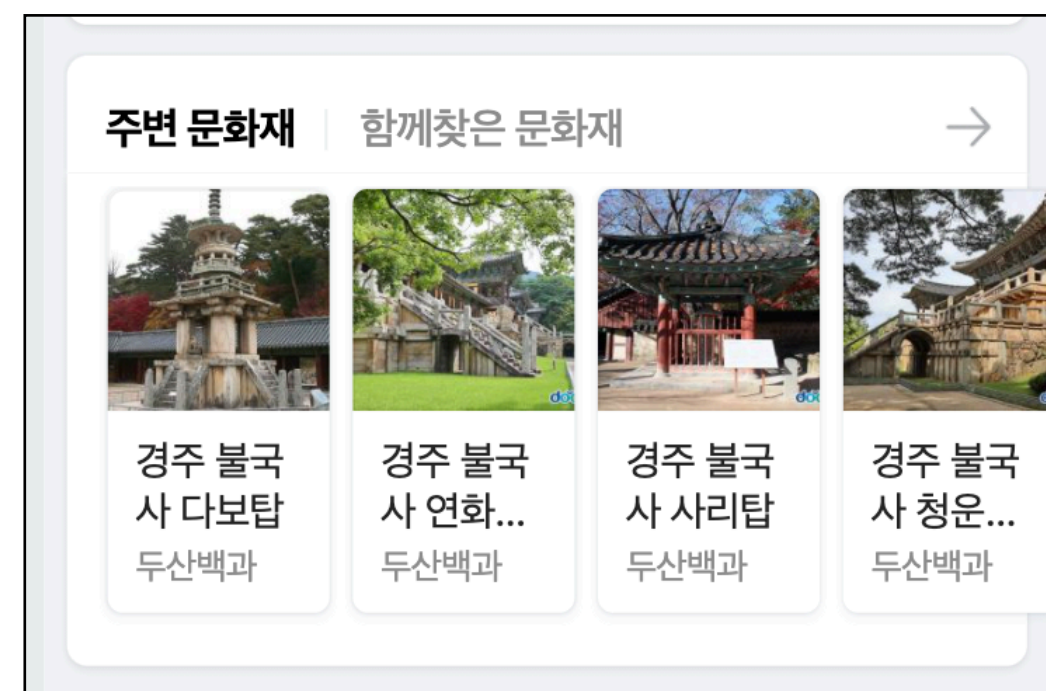 주변 문화재
함께찾은 문화재
경주 불국
사 다보탑
두산백과
경주 불국
사 연화...
두산백과
경주 불국
사 사리탑
두산백과
경주 불국
사 청운...
두산백과